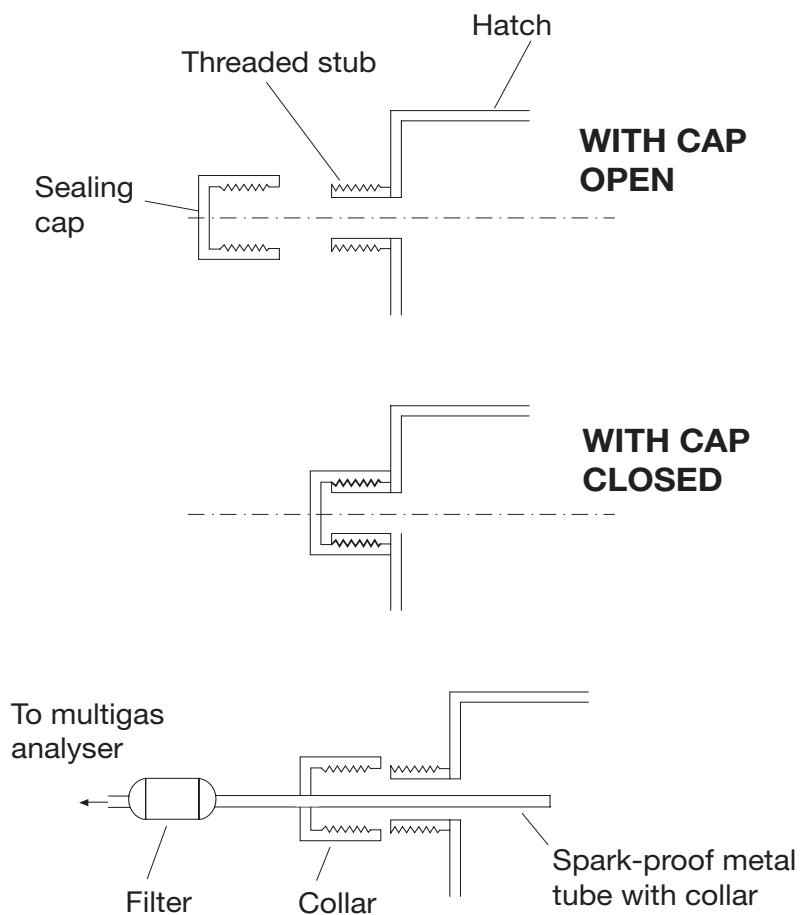 Hatch
Threaded stub
WITH CAP
OPEN
Sealing
cap
WITH CAP
CLOSED
To multigas
analyser
Filter
Collar
Spark-proof metal
tube with collar